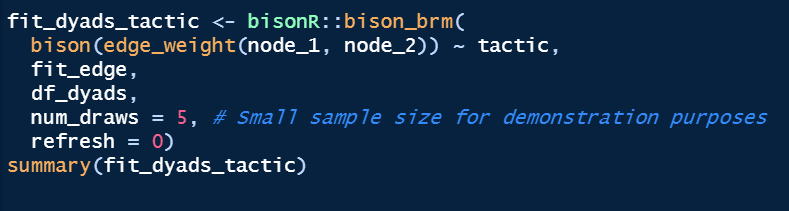 fit_dyads_tactic <- bisonR::bison_brm(
  bison(edge_weight(node_1, node_2)) ~ tactic,
  fit_edge,
  df_dyads,
  num_draws = 5, # Small sample size for demonstration purposes
  refresh = 0)
summary(fit_dyads_tactic)